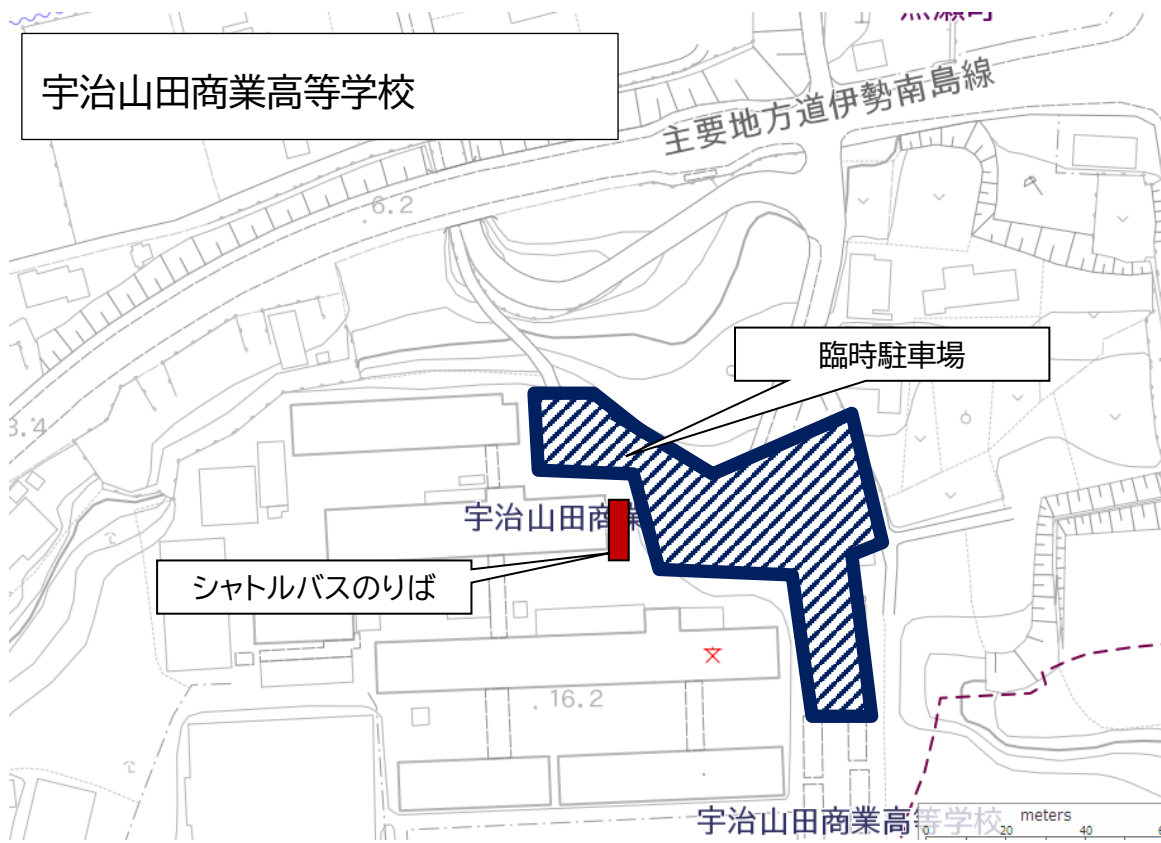 宇治山田商業高等学校
主要地方道伊勢南島線
6.2
臨時駐車場
3.4
宇治山田商業
シャトルバスのりば
16.2
宇治山田商業高等学校
meters
0 20 40